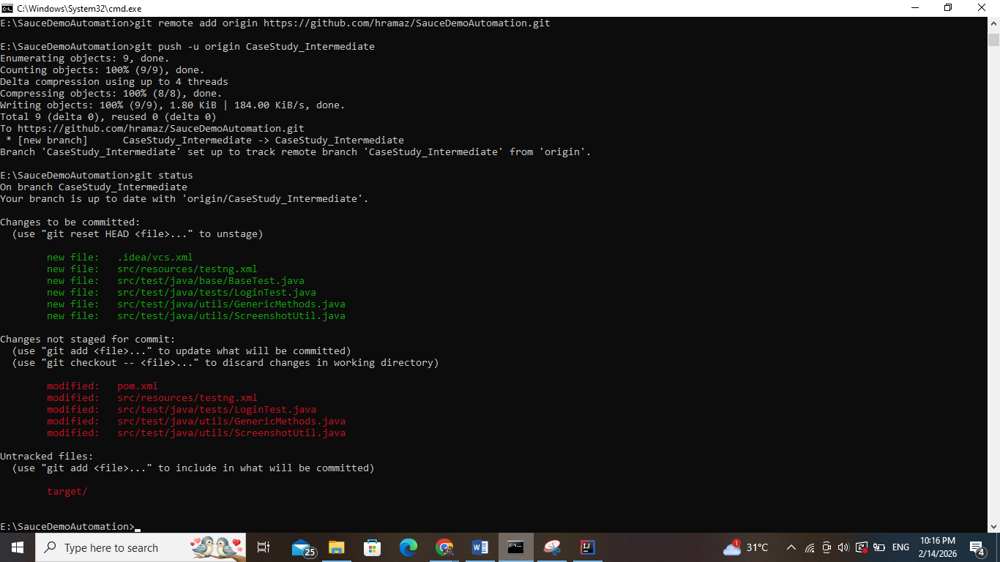 C:\Windows\System32\cmd.exe
E:\SauceDemoAutomation>git remote add origin https://github.com/hramaz/SauceDemoAutomation.git
E:\SauceDemoAutomation>git push -u origin CaseStudy_Intermediate
Enumerating objects: 9, done.
Counting objects: 100% (9/9), done.
Delta compression using up to 4 threads
Compressing objects: 100% (8/8), done.
Writing objects: 100% (9/9), 1.80 KiB | 184.00 KiB/s, done.
Total 9 (delta 0), reused 0 (delta 0)
To https://github.com/hramaz/SauceDemoAutomation.git
 * [new branch]      CaseStudy_Intermediate -> CaseStudy_Intermediate
Branch 'CaseStudy_Intermediate' set up to track remote branch 'CaseStudy_Intermediate' from 'origin'.
E:\SauceDemoAutomation>git status
On branch CaseStudy_Intermediate
Your branch is up to date with 'origin/CaseStudy_Intermediate'.
Changes to be committed:
  (use "git reset HEAD <file>..." to unstage)
        new file:   .idea/vcs.xml
        new file:   src/resources/testng.xml
        new file:   src/test/java/base/BaseTest.java
        new file:   src/test/java/tests/LoginTest.java
        new file:   src/test/java/utils/GenericMethods.java
        new file:   src/test/java/utils/ScreenshotUtil.java
Changes not staged for commit:
  (use "git add <file>..." to update what will be committed)
  (use "git checkout -- <file>..." to discard changes in working directory)
        modified:   pom.xml
        modified:   src/resources/testng.xml
        modified:   src/test/java/tests/LoginTest.java
        modified:   src/test/java/utils/GenericMethods.java
        modified:   src/test/java/utils/ScreenshotUtil.java
Untracked files:
  (use "git add <file>..." to include in what will be committed)
        target/
E:\SauceDemoAutomation>
Type here to search
25
1
31°C
ENG
10:16 PM
2/14/2026
4